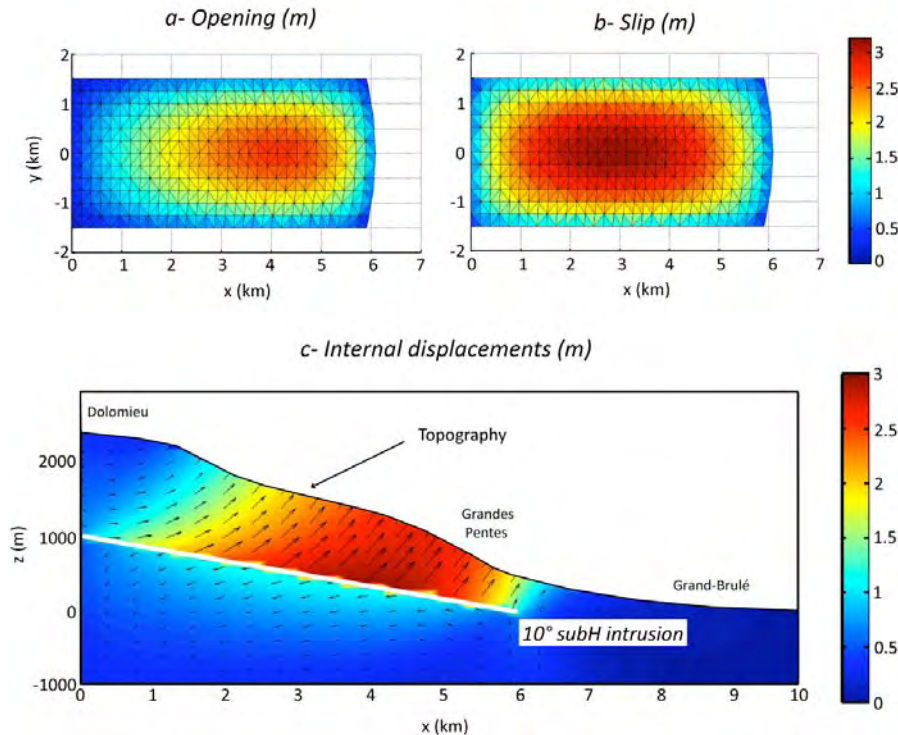 a- Opening (m)
b- Slip (m)
2
1
0
-1
-2
y (km)
0 1 2 3 4 5 6 7
x (km)
2
1
0
-1
-2
0 1 2 3 4 5 6 7
x (km)
3
2.5
2
1.5
1
0.5
0
c- Internal displacements (m)
Dolomieu
Topography
Grandes
Pentes
Grand-Brulé
10° subH intrusion
2000
1000
0
-1000
z (m)
0 1 2 3 4 5 6 7 8 9 10
x (km)
3
2.5
2
1.5
1
0.5
0